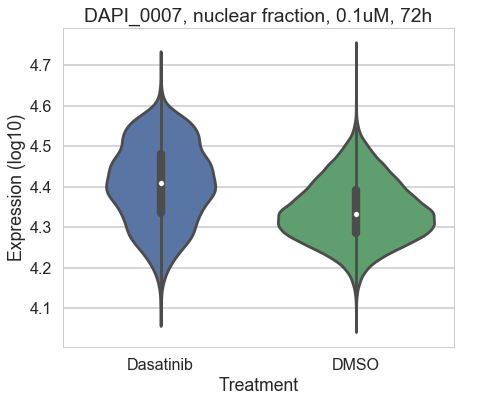 DAPI_0007, nuclear fraction, 0.1uM, 72h
Expression (log10)
4.7
4.6
4.5
4.4
4.3
4.2
4.1
Dasatinib DMSO
Treatment